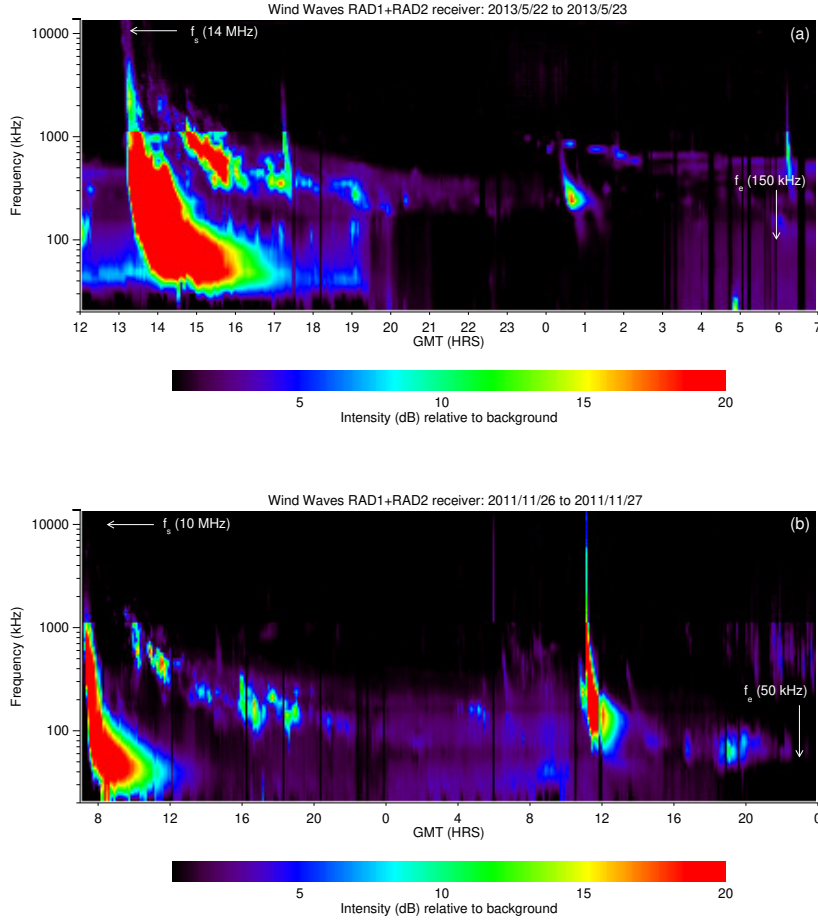 Wind Waves RAD1+RAD2 receiver: 2013/5/22 to 2013/5/23
(a)
f_s (14 MHz)
10000
1000
100
Frequency (kHz)
f_e (150 kHz)
12 13 14 15 16 17 18 19 20 21 22 23 0 1 2 3 4 5 6 7
GMT (HRS)
5 10 15 20
Intensity (dB) relative to background
Wind Waves RAD1+RAD2 receiver: 2011/11/26 to 2011/11/27
(b)
f_s (10 MHz)
10000
1000
100
Frequency (kHz)
f_e (50 kHz)
8 12 16 20 0 4 8 12 16 20 0
GMT (HRS)
5 10 15 20
Intensity (dB) relative to background